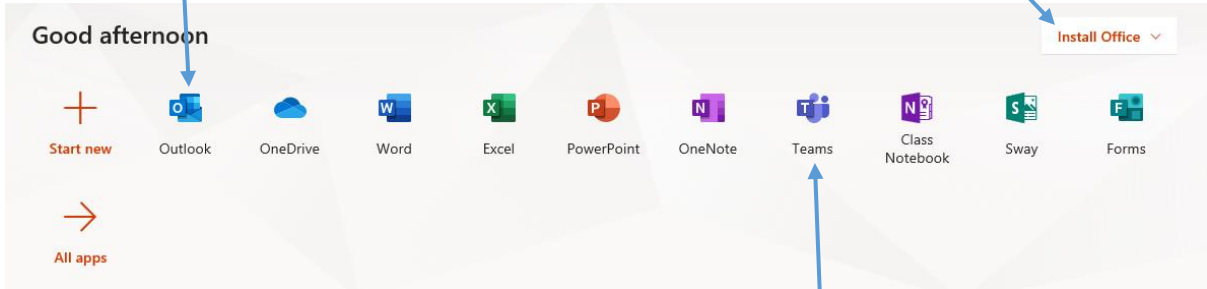 Good afternoon
Install Office
Start new
Outlook
OneDrive
Word
Excel
PowerPoint
OneNote
Teams
Class
Notebook
Sway
Forms
All apps